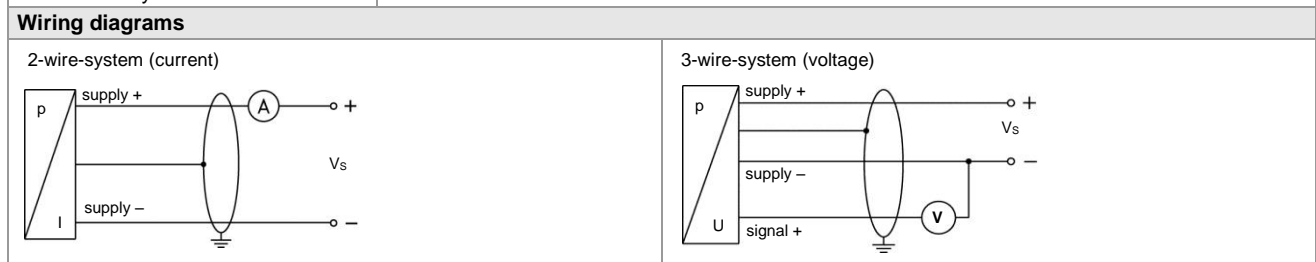 Wiring diagrams
2-wire-system (current)
p
supply +
A
+
Vs
I
supply –
–
3-wire-system (voltage)
p
supply +
+
Vs
–
supply –
V
U
signal +